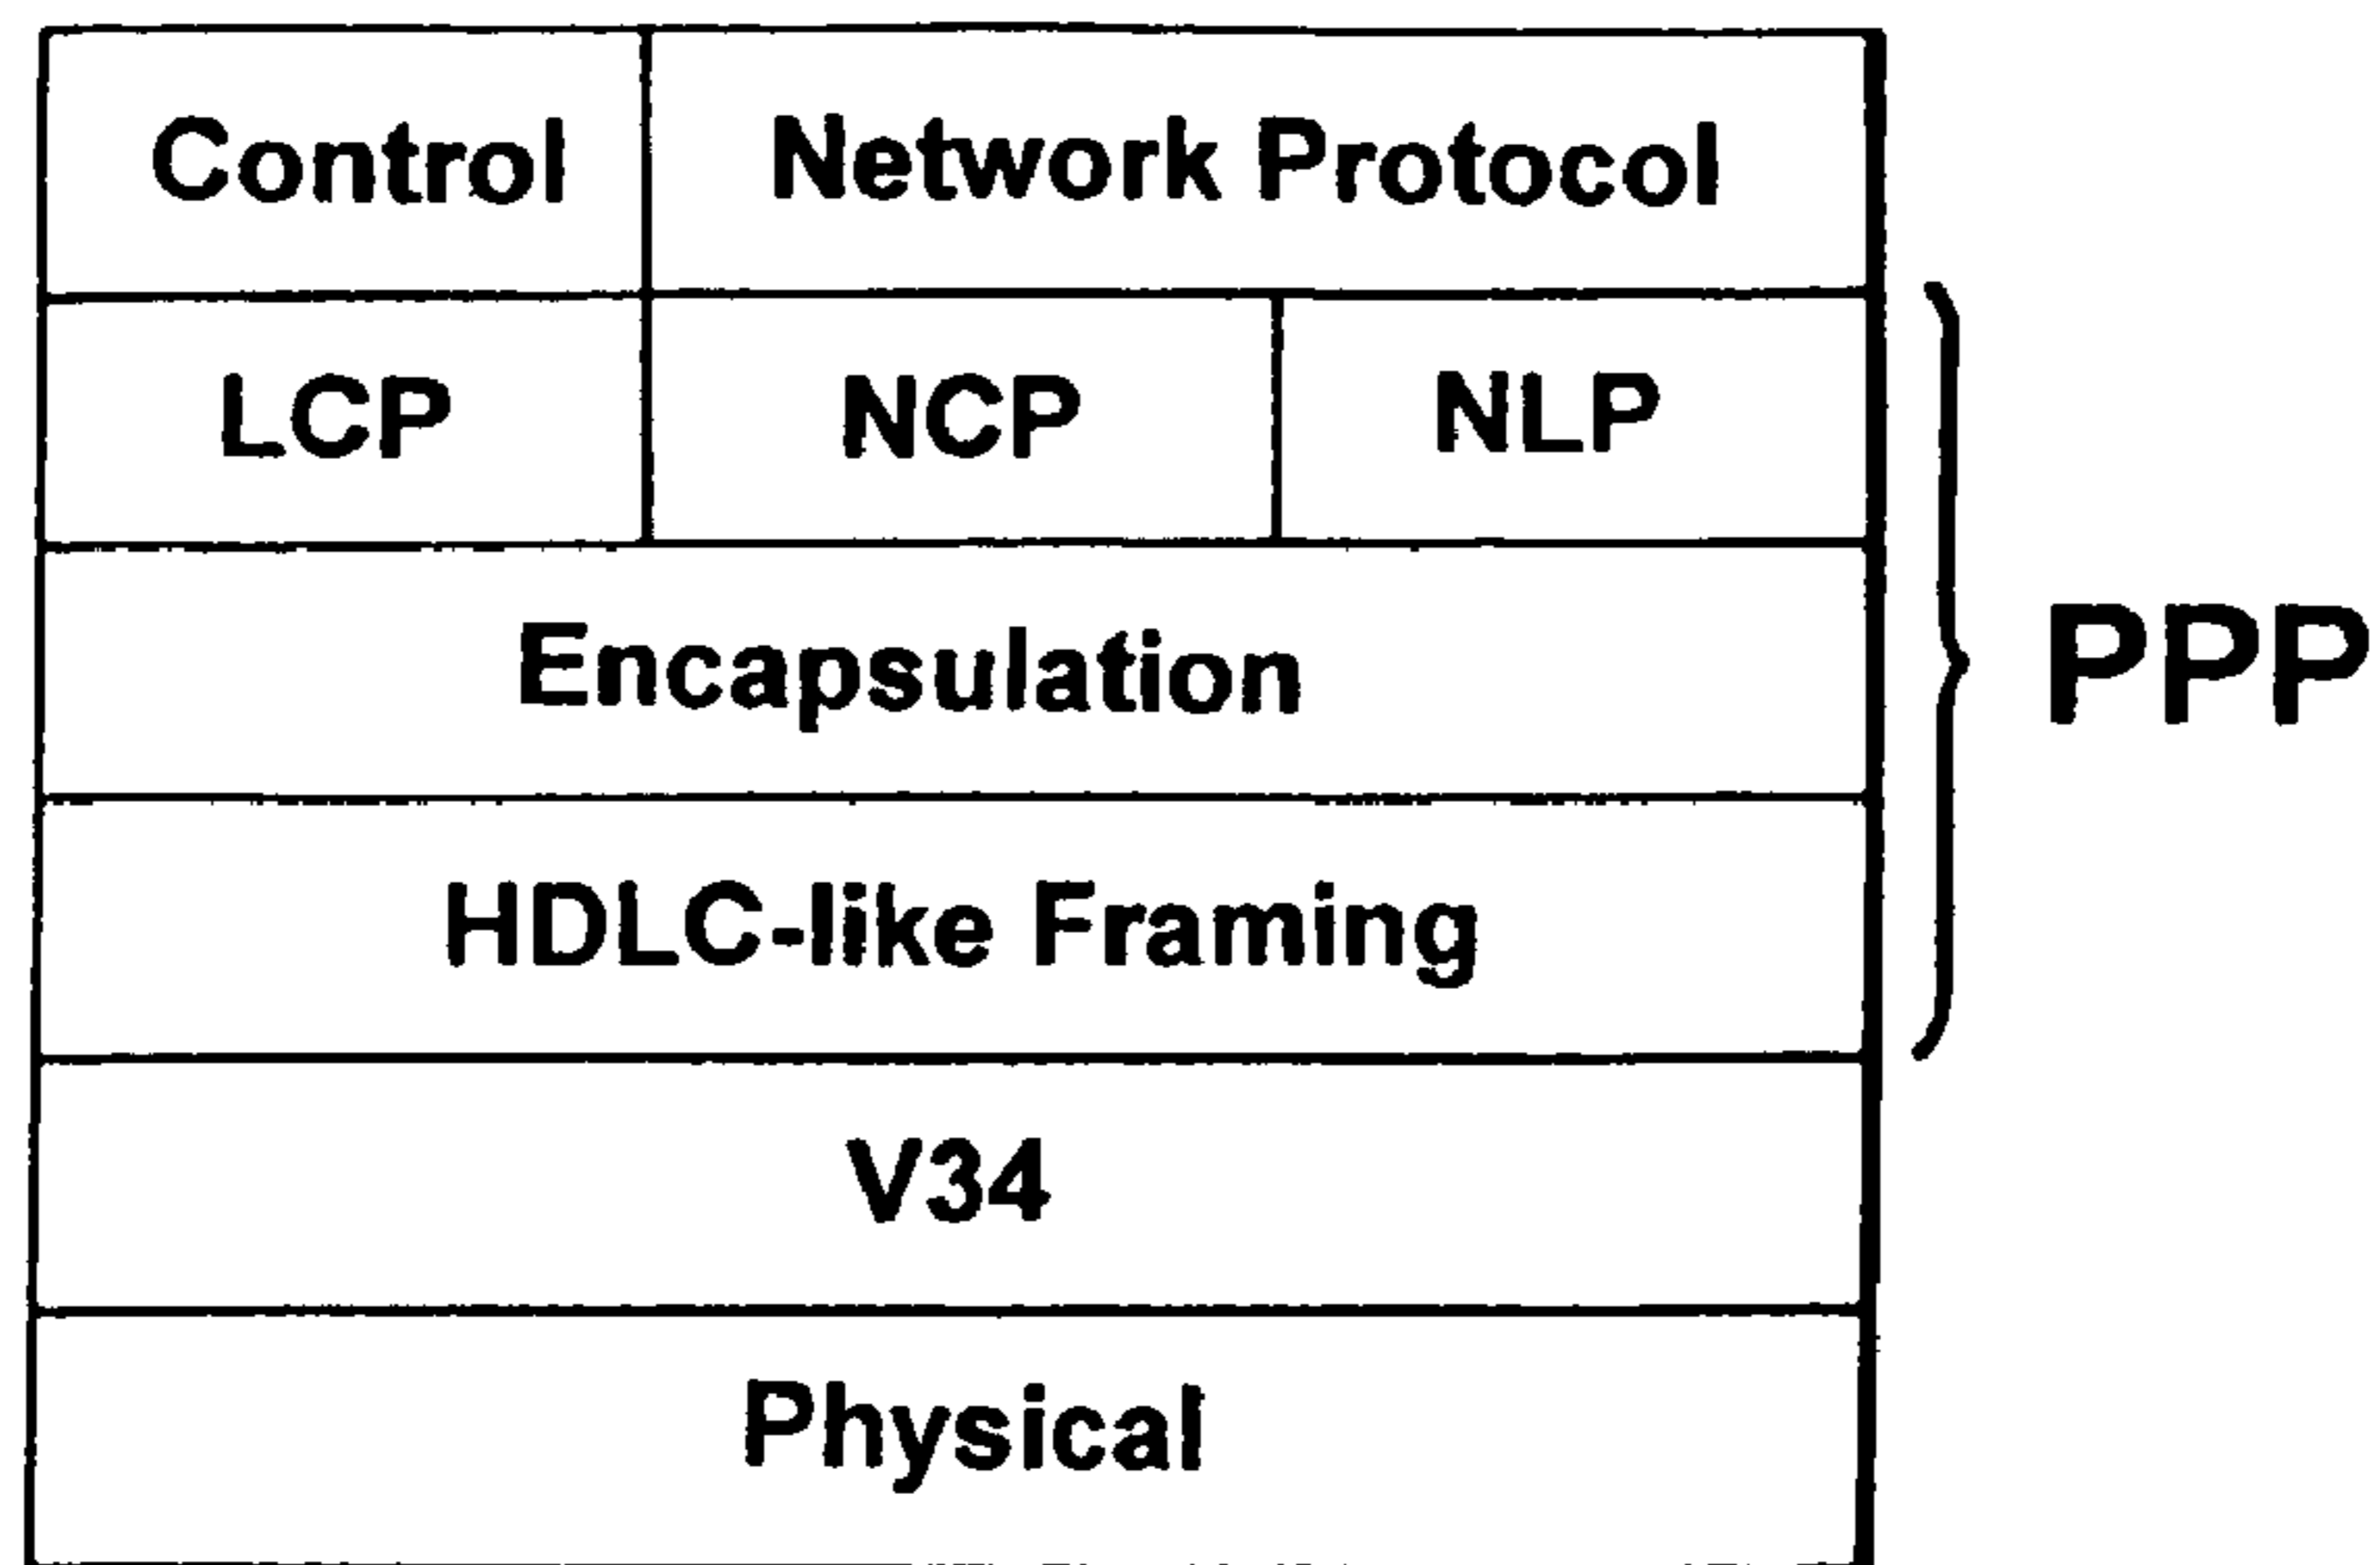 Control Network Protocol
LCP NCP NLP
Encapsulation
PPP
HDLC-like Framing
V34
Physical